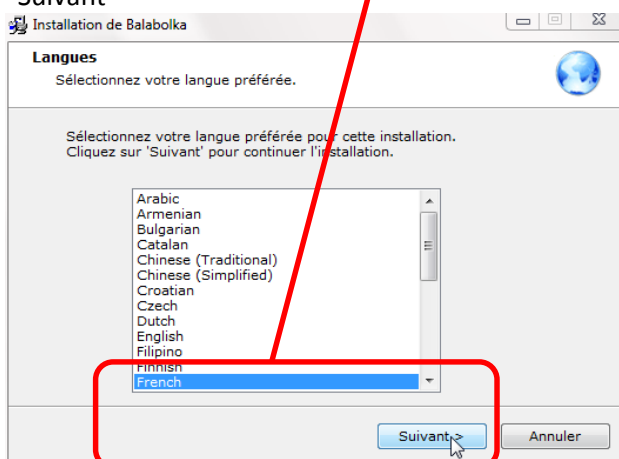 Suivant
Installation de Balabolka
Langues
Sélectionnez votre langue préférée.
Sélectionnez votre langue préférée pour cette installation.
Cliquez sur 'Suivant' pour continuer l'installation.
Arabic
Armenian
Bulgarian
Catalan
Chinese (Traditional)
Chinese (Simplified)
Croatian
Czech
Dutch
English
Filipino
Finnish
French
Suivant >
Annuler